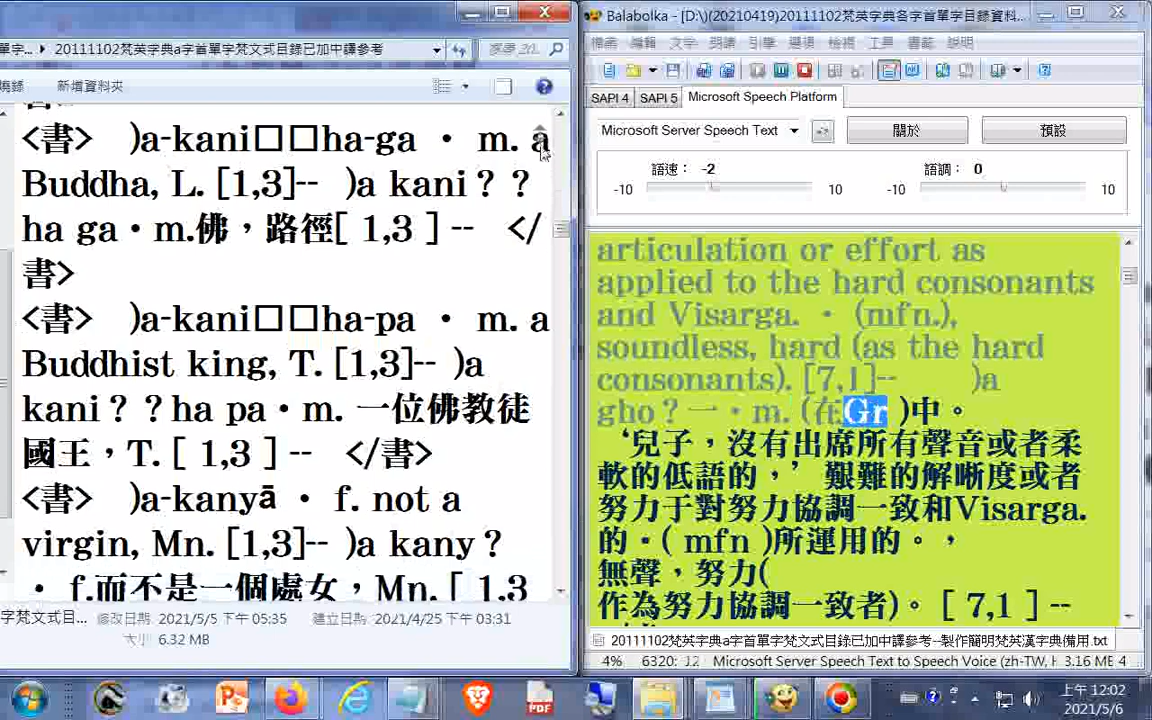 單字... ▸ 20111102梵英字典a字首單字梵文式目錄已加中譯參考
燒錄 新增資料夾
<書> )a-kani□□ha-ga · m. a
Buddha, L. [1,3]-- )a kani？？
ha ga · m.佛，路徑[ 1,3 ] -- </
書>
<書> )a-kani□□ha-pa · m. a
Buddhist king, T. [1,3]-- )a
kani？？ha pa · m. 一位佛教徒
國王，T. [ 1,3 ] -- </書>
<書> )a-kanyā · f. not a
virgin, Mn. [1,3]-- )a kany？
· f.而不是一個處女，Mn.「 1,3
字梵文式目... 修改日期: 2021/5/5 下午 05:35 建立日期: 2021/4/25 下午 03:31
大小: 6.32 MB
Balabolka - [D:\)(20210419)20111102梵英字典各字首單字目錄資料...
檔案 編輯 文字 朗讀 引擎 選項 檢視 工具 書籤 說明
SAPI 4 SAPI 5 Microsoft Speech Platform
Microsoft Server Speech Text 關於 預設
語速： -2 語調： 0
-10 10 -10 10
articulation or effort as
applied to the hard consonants
and Visarga. · (mfn.),
soundless, hard (as the hard
consonants). [7,1]-- )a
gho？一 · m. (在Gr )中。
‘兒子，沒有出席所有聲音或者柔
軟的低語的，’艱難的解晰度或者
努力于對努力協調一致和Visarga.
的 · ( mfn )所運用的。，
無聲，努力(
作為努力協調一致者)。[ 7,1 ] --
20111102梵英字典a字首單字梵文式目錄已加中譯參考--製作簡明梵英漢字典備用.txt
4% 6320: 12 Microsoft Server Speech Text to Speech Voice (zh-TW, H 3.16 ME 4
上午 12:02
2021/5/6